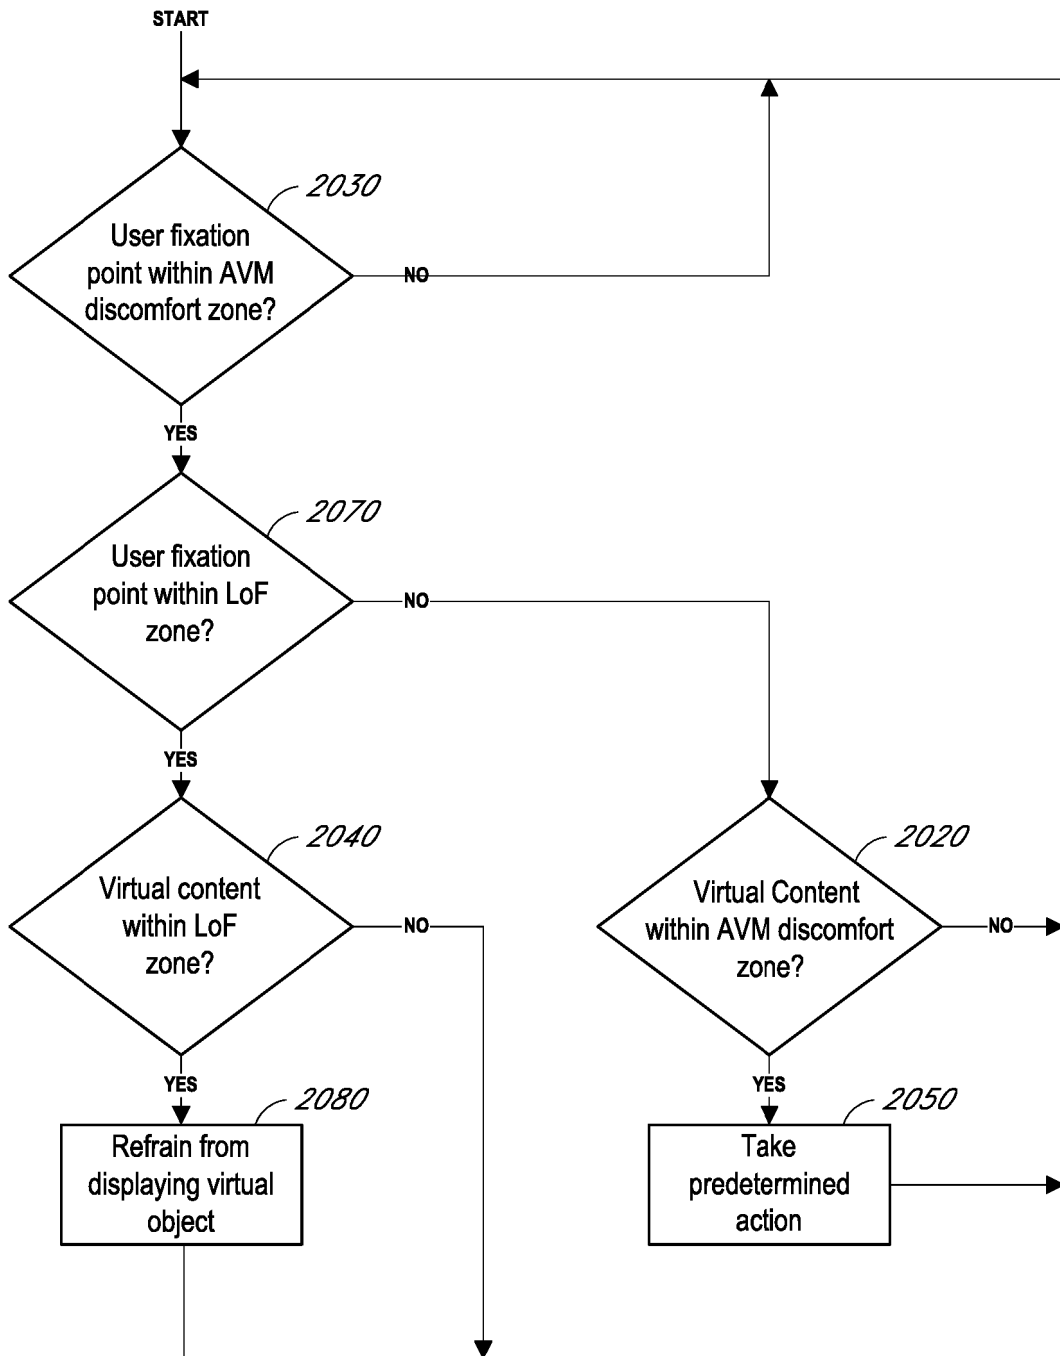 START
2030
User fixation
point within AVM
discomfort zone?
NO
YES
2070
User fixation
point within LoF
zone?
NO
YES
2040
Virtual content
within LoF
zone?
NO
YES
2020
Virtual Content
within AVM discomfort
zone?
NO
YES
2080
Refrain from
displaying virtual
object
2050
Take
predetermined
action